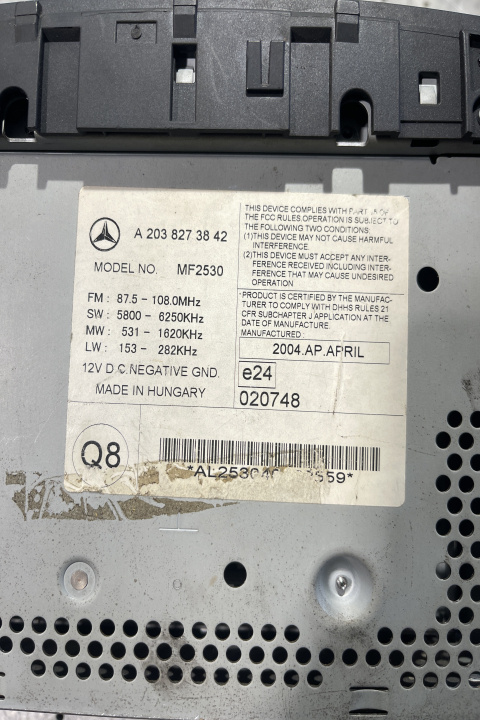 A 203 827 38 42
MODEL NO. MF2530
FM : 87.5 - 108.0MHz
SW : 5800 - 6250KHz
MW : 531 - 1620KHz
LW : 153 - 282KHz
12V D.C.NEGATIVE GND.
MADE IN HUNGARY
THIS DEVICE COMPLIES WITH PART 15 OF
THE FCC RULES.OPERATION IS SUBJECT TO
THE FOLLOWING TWO CONDITIONS:
(1)THIS DEVICE MAY NOT CAUSE HARMFUL
INTERFERENCE.
(2)THIS DEVICE MUST ACCEPT ANY INTER-
FERENCE RECEIVED INCLUDING INTER-
FERENCE THAT MAY CAUSE UNDESIRED
OPERATION
"PRODUCT IS CERTIFIED BY THE MANUFAC-
TURER TO COMPLY WITH DHHS RULES 21
CFR.SUBCHAPTER J APPLICATION AT THE
DATE OF MANUFACTURE.
MANUFACTURED :
2004.AP.APRIL
e24
020748
Q8